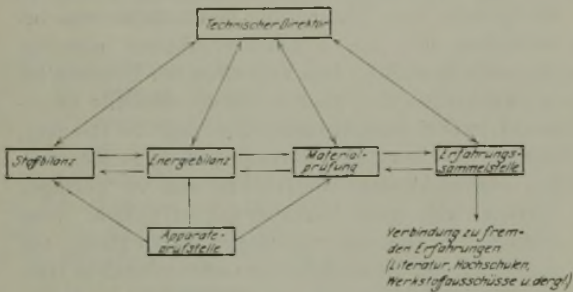 Technischer Direktor
Stoffbilanz
Energiebilanz
Material-
prüfung
Erfahrungs-
sammelstelle
Apparate-
prüfstelle
Verbindung zu frem-
den Erfahrungen
(Literatur, Hochschulen,
Werkstoffausschüsse u. dergl.)